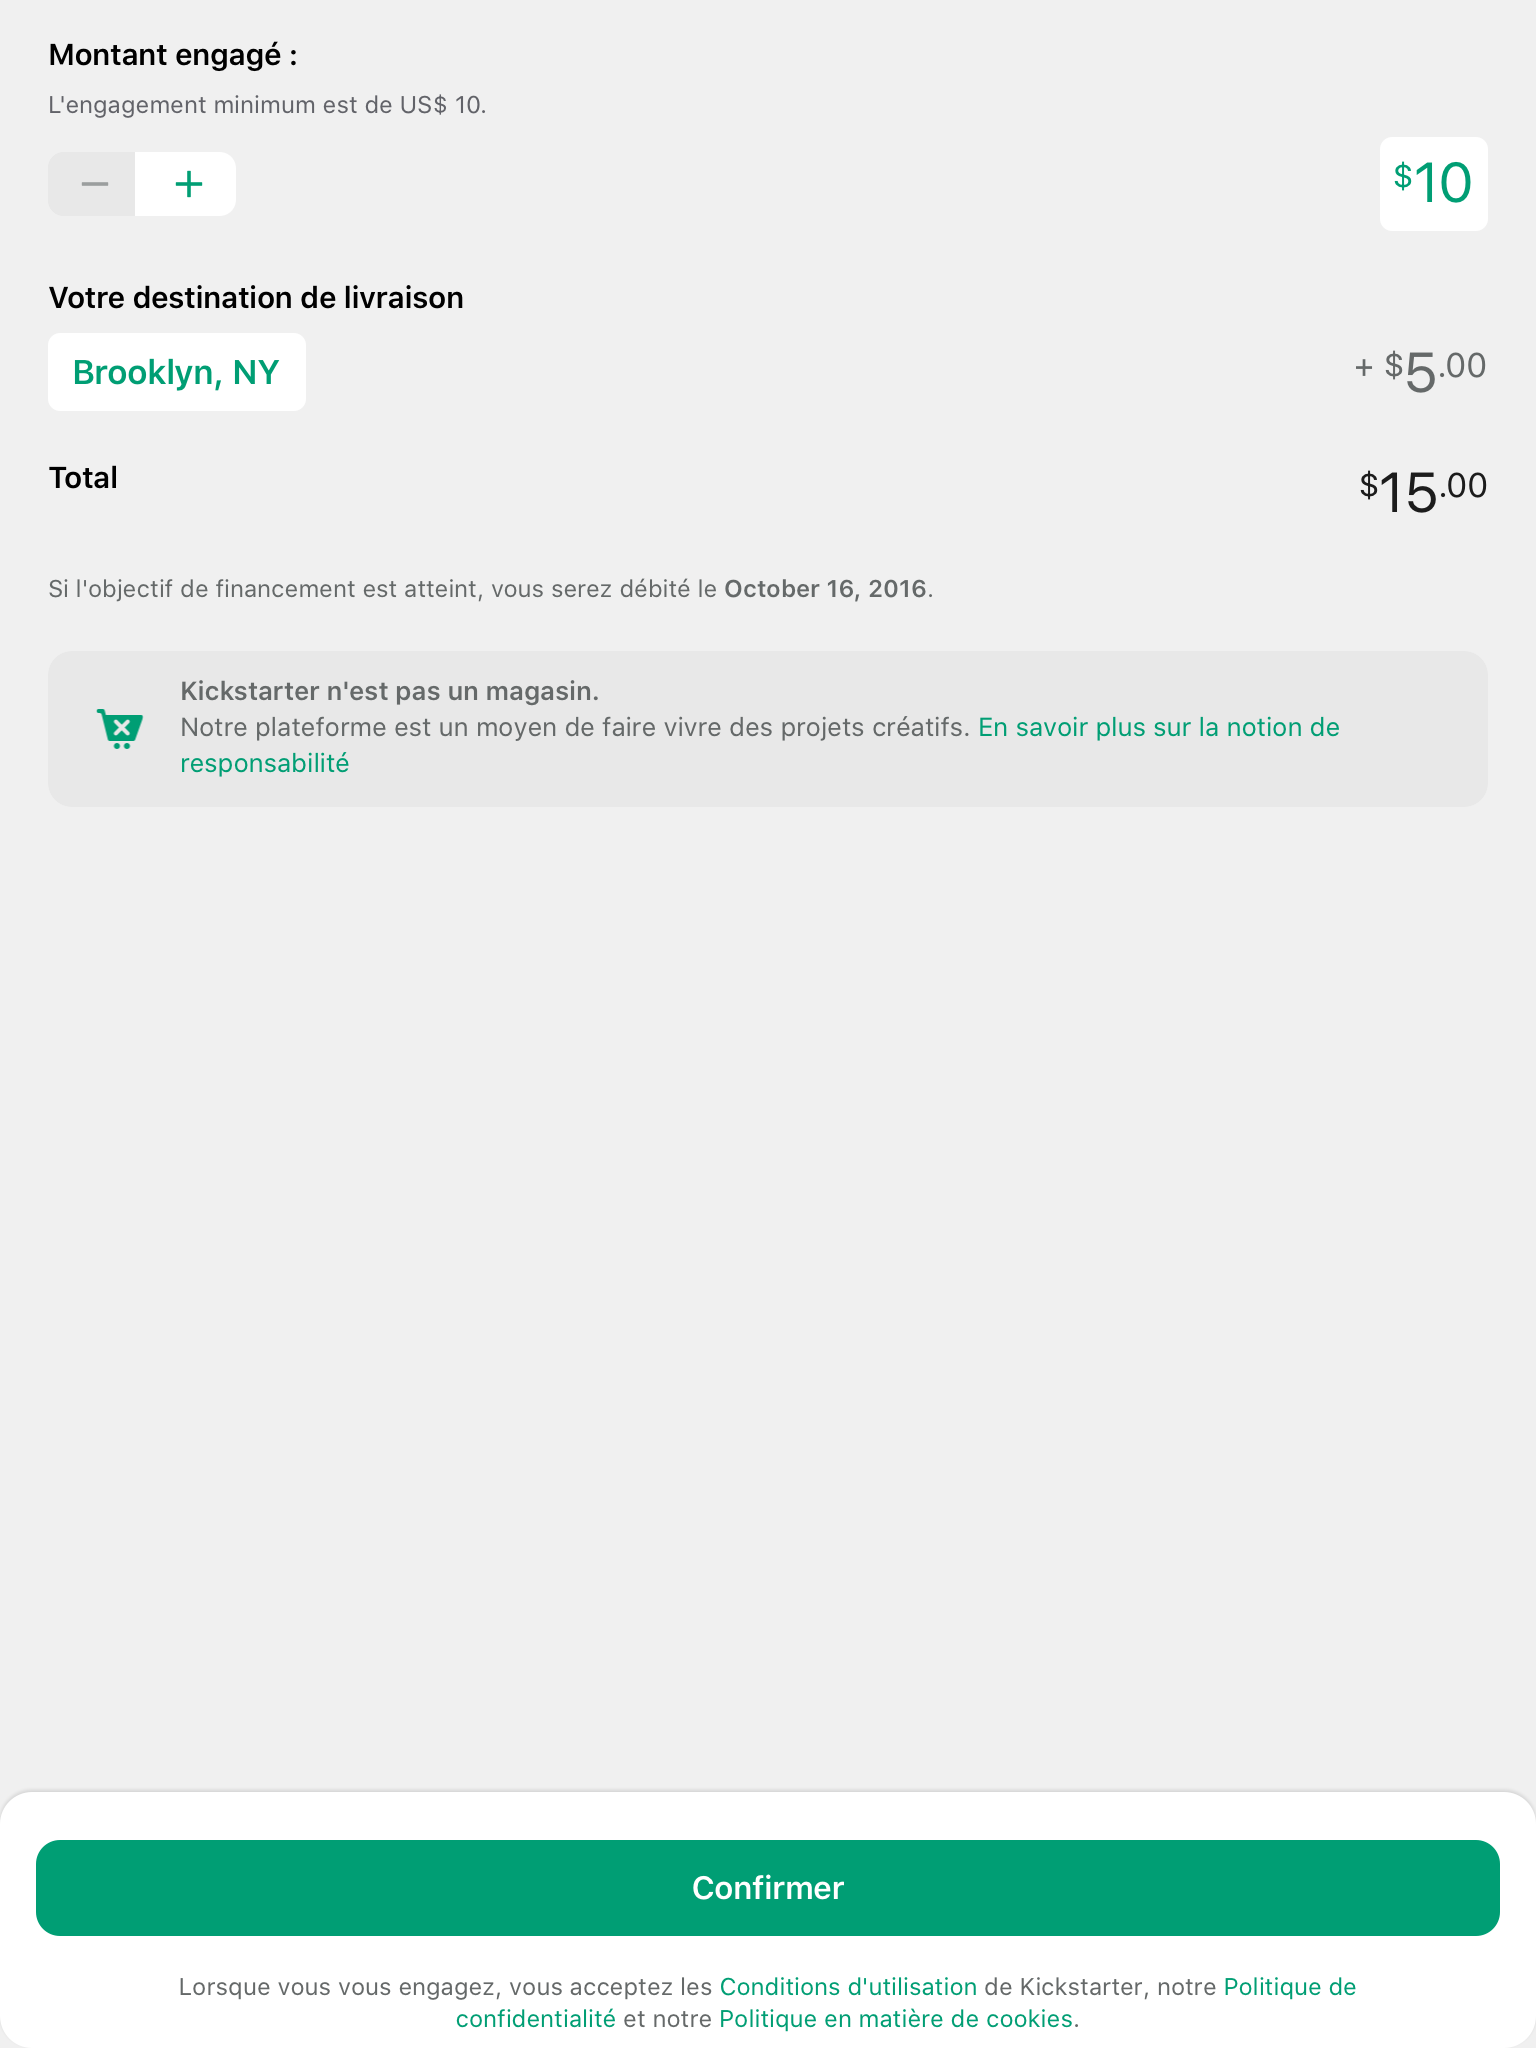 Montant engagé :
L'engagement minimum est de US$ 10.
− +
$10
Votre destination de livraison
Brooklyn, NY
+ $5.00
Total
$15.00
Si l'objectif de financement est atteint, vous serez débité le October 16, 2016.
Kickstarter n'est pas un magasin.
Notre plateforme est un moyen de faire vivre des projets créatifs. En savoir plus sur la notion de
responsabilité
Confirmer
Lorsque vous vous engagez, vous acceptez les Conditions d'utilisation de Kickstarter, notre Politique de
confidentialité et notre Politique en matière de cookies.